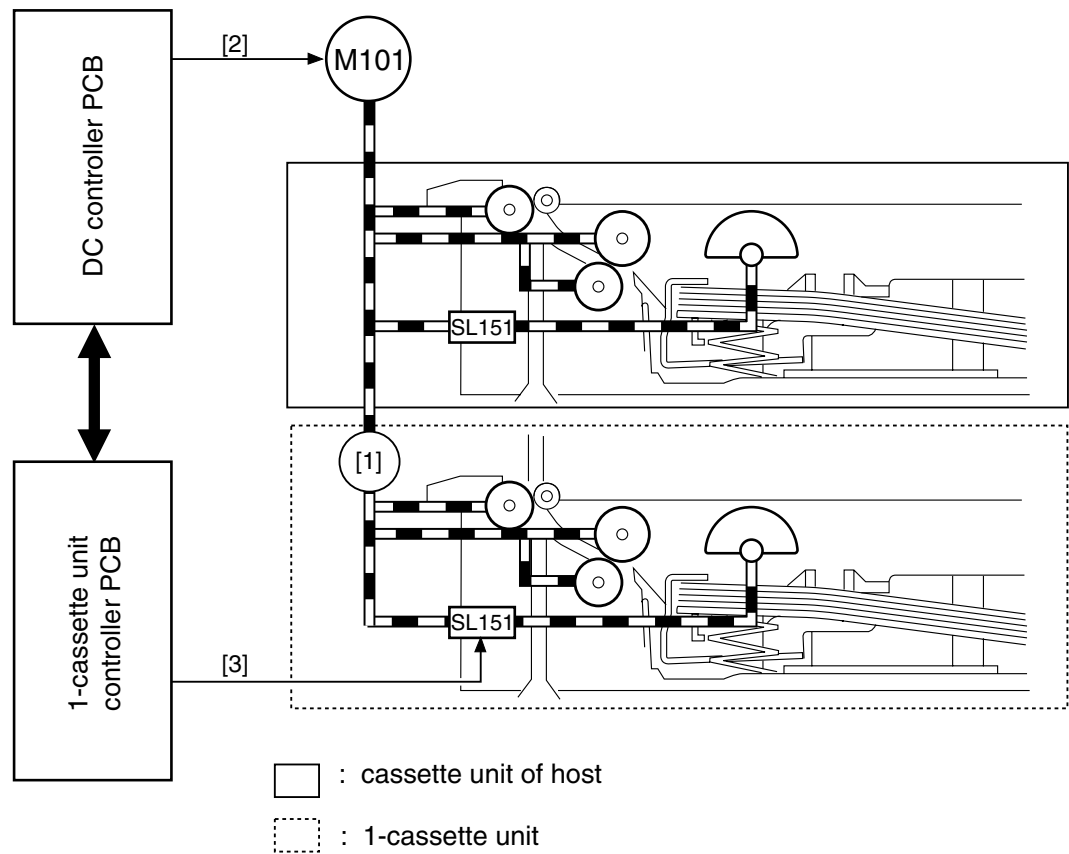 DC controller PCB
[2]
M101
SL151
[1]
1-cassette unit
controller PCB
SL151
[3]
: cassette unit of host
: 1-cassette unit